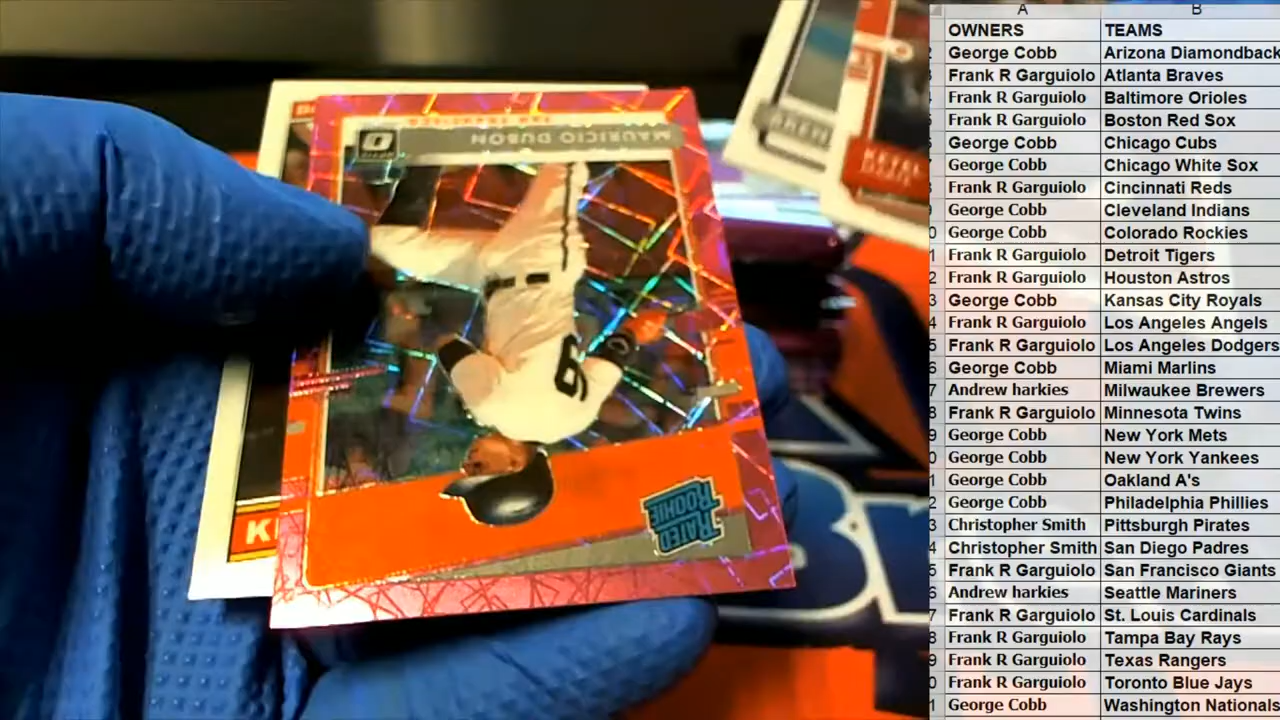 A B
OWNERS TEAMS
George Cobb Arizona Diamondback
Frank R Garguiolo Atlanta Braves
Frank R Garguiolo Baltimore Orioles
Frank R Garguiolo Boston Red Sox
George Cobb Chicago Cubs
George Cobb Chicago White Sox
Frank R Garguiolo Cincinnati Reds
George Cobb Cleveland Indians
George Cobb Colorado Rockies
Frank R Garguiolo Detroit Tigers
Frank R Garguiolo Houston Astros
George Cobb Kansas City Royals
Frank R Garguiolo Los Angeles Angels
Frank R Garguiolo Los Angeles Dodgers
George Cobb Miami Marlins
Andrew harkies Milwaukee Brewers
Frank R Garguiolo Minnesota Twins
George Cobb New York Mets
George Cobb New York Yankees
George Cobb Oakland A's
George Cobb Philadelphia Phillies
Christopher Smith Pittsburgh Pirates
Christopher Smith San Diego Padres
Frank R Garguiolo San Francisco Giants
Andrew harkies Seattle Mariners
Frank R Garguiolo St. Louis Cardinals
Frank R Garguiolo Tampa Bay Rays
Frank R Garguiolo Texas Rangers
Frank R Garguiolo Toronto Blue Jays
George Cobb Washington Nationals
SAN FRANCISCO
MAURICIO DUBON
6
RATED
ROOKIE
KETEL